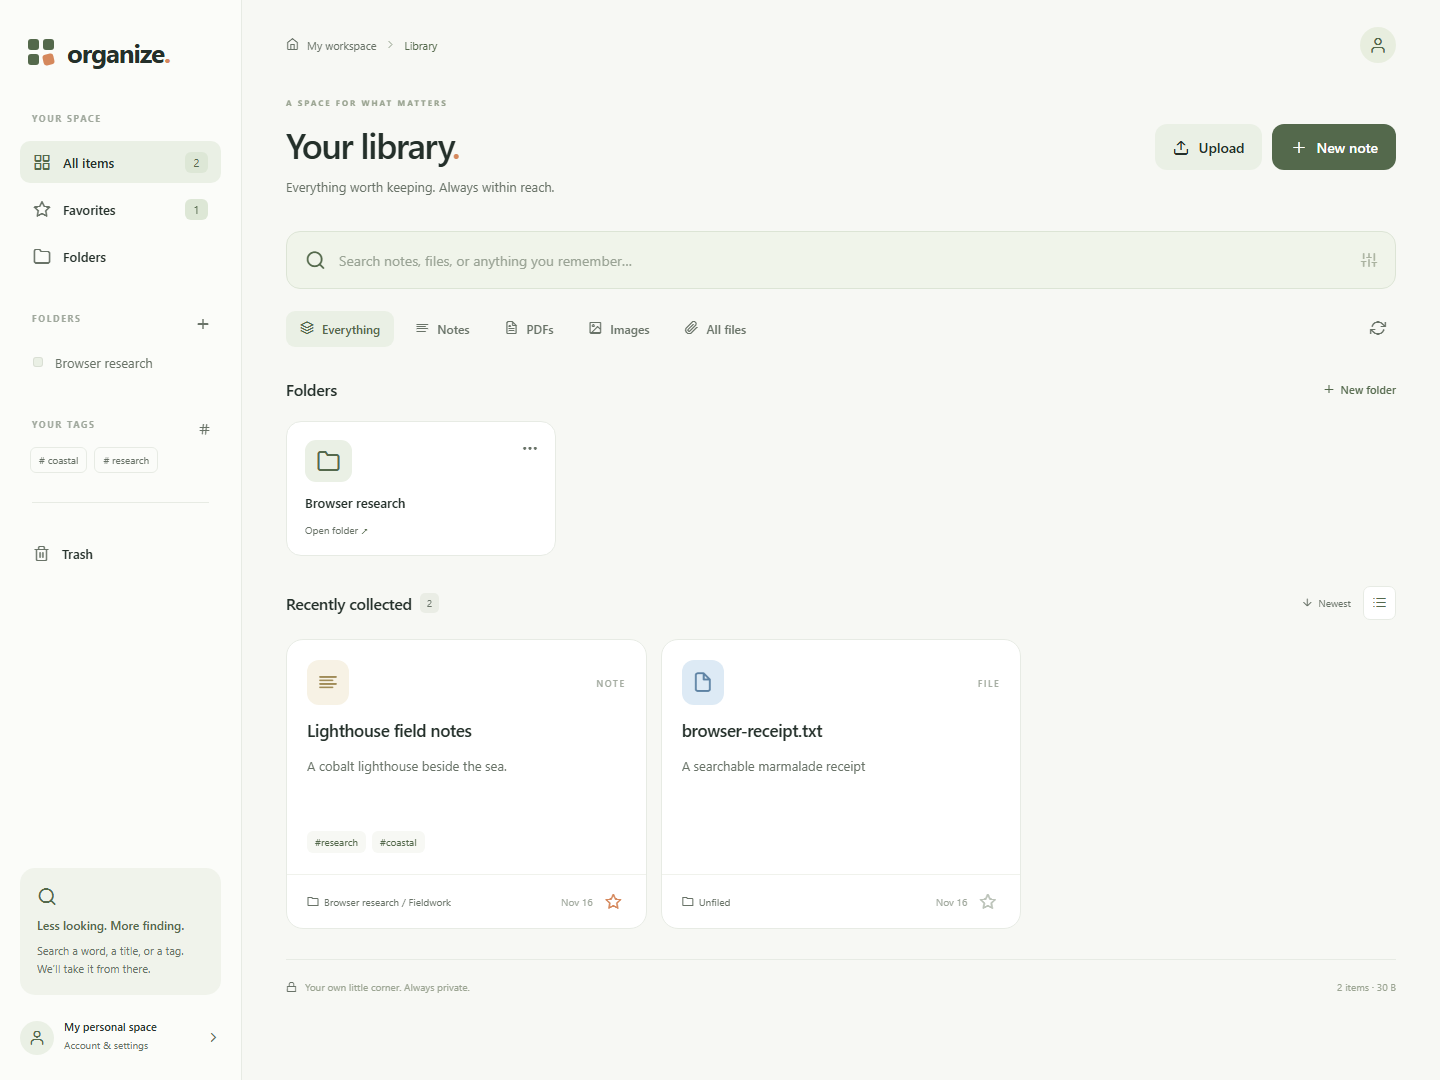 organize.
YOUR SPACE
All items 2
Favorites 1
Folders
FOLDERS
Browser research
YOUR TAGS
# coastal # research
Trash
Less looking. More finding.
Search a word, a title, or a tag.
We'll take it from there.
My personal space
Account & settings
My workspace Library
A SPACE FOR WHAT MATTERS
Your library.
Everything worth keeping. Always within reach.
Upload New note
Search notes, files, or anything you remember...
Everything Notes PDFs Images All files
Folders New folder
Browser research
Open folder ↗
Recently collected 2 Newest
NOTE
Lighthouse field notes
A cobalt lighthouse beside the sea.
#research #coastal
Browser research / Fieldwork Nov 16
FILE
browser-receipt.txt
A searchable marmalade receipt
Unfiled Nov 16
Your own little corner. Always private. 2 items · 30 B